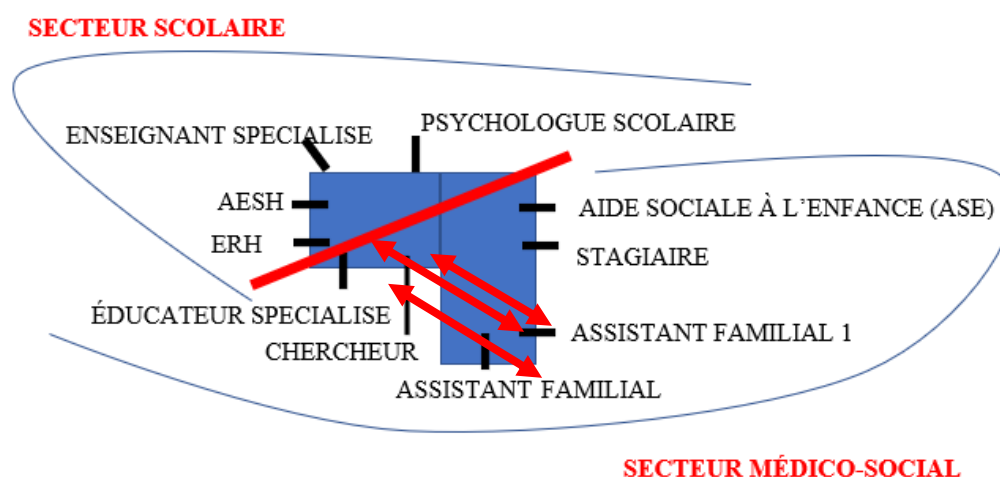 SECTEUR SCOLAIRE
PSYCHOLOGUE SCOLAIRE
ENSEIGNANT SPECIALISE
AESH
AIDE SOCIALE À L’ENFANCE (ASE)
ERH
STAGIAIRE
ÉDUCATEUR SPECIALISE
ASSISTANT FAMILIAL 1
CHERCHEUR
ASSISTANT FAMILIAL
SECTEUR MÉDICO-SOCIAL